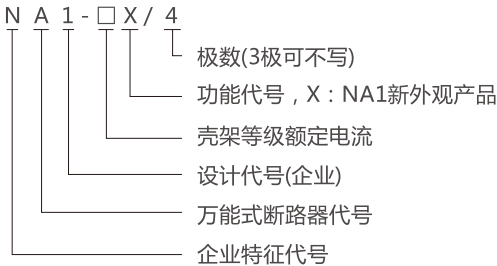 NA1-□X/4
极数(3极可不写)
功能代号，X：NA1新外观产品
壳架等级额定电流
设计代号(企业)
万能式断路器代号
企业特征代号